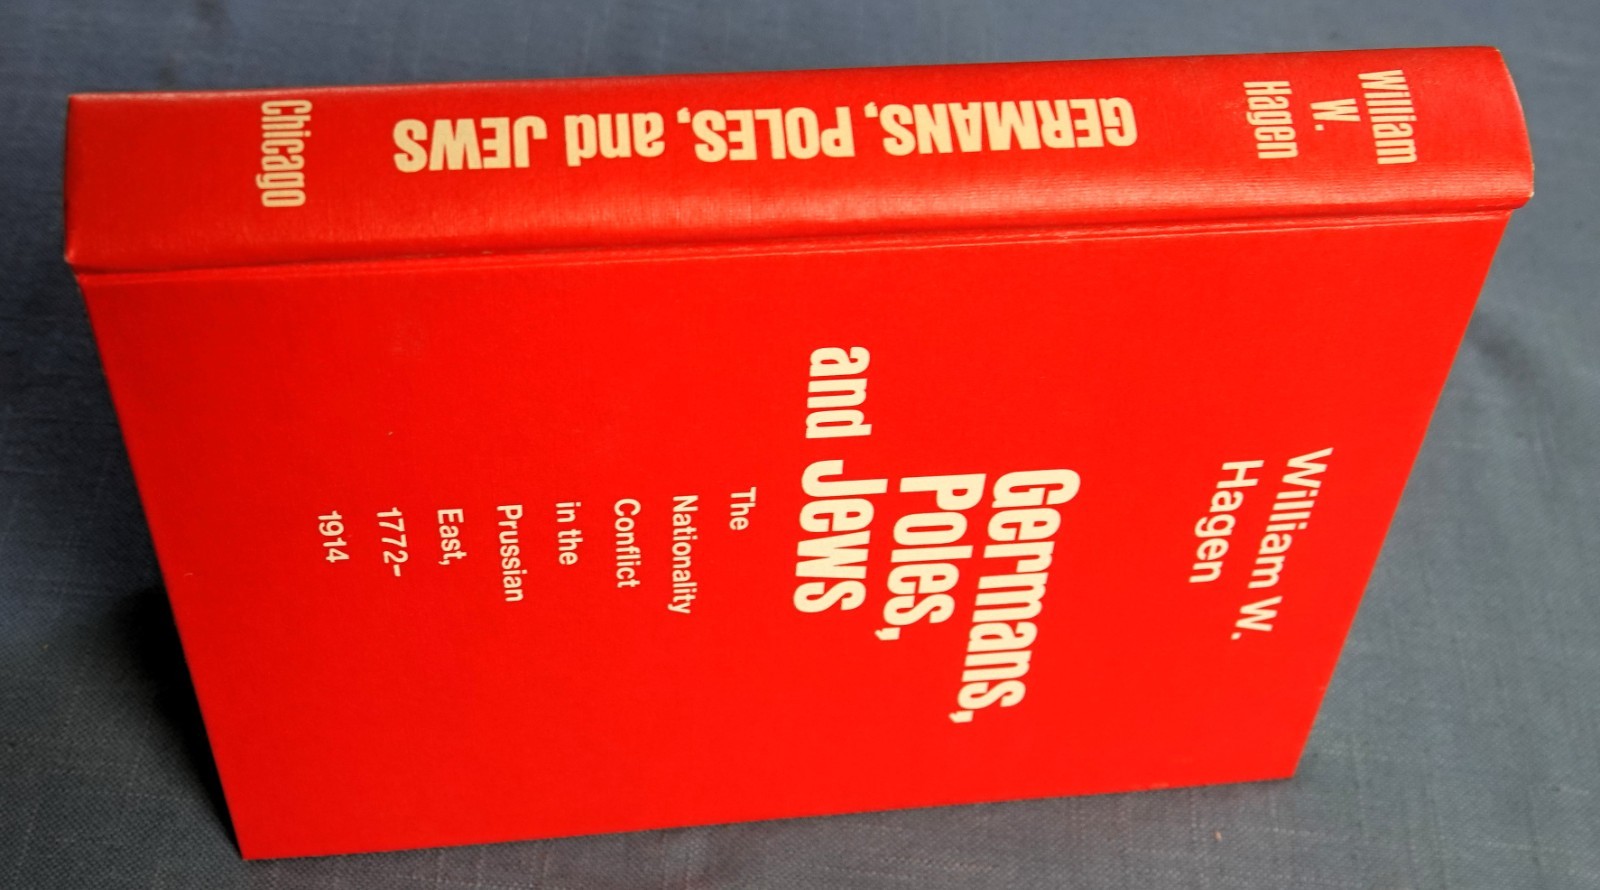 William
W.
Hagen
GERMANS, POLES, and JEWS
Chicago
William W.
Hagen
Germans,
Poles,
and Jews
The
Nationality
Conflict
in the
Prussian
East,
1772-
1914